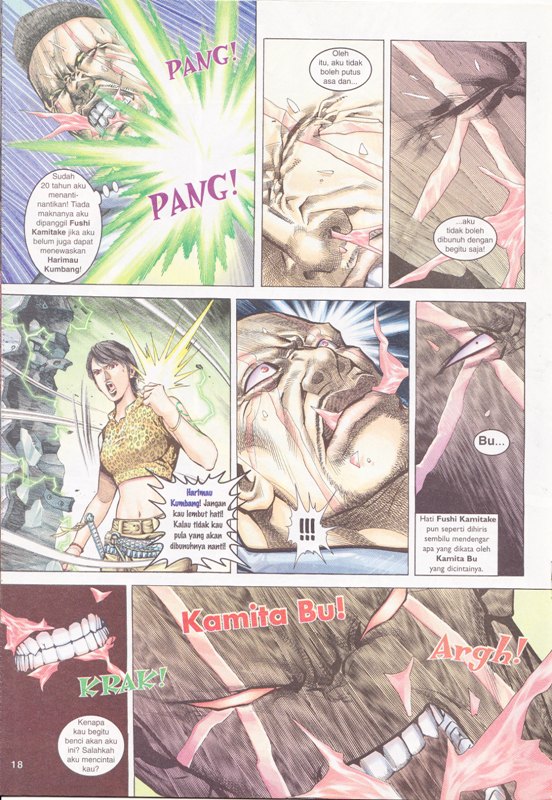 PANG!
PANG!
Sudah
20 tahun aku
menanti-
nantikan! Tiada
maknanya aku
dipanggil Fushi
Kamitake jika aku
belum juga dapat
menewaskan
Harimau
Kumbang!
Oleh
itu, aku tidak
boleh putus
asa dan...
...aku
tidak boleh
dibunuh dengan
begitu saja!
Harimau
Kumbang! Jangan
kau lembut hati!
Kalau tidak kau
pula yang akan
dibunuhnya nanti!
!!!
Bu...
Hati Fushi Kamitake
pun seperti dihiris
sembilu mendengar
apa yang dikata oleh
Kamita Bu
yang dicintainya.
KRAK!
Kenapa
kau begitu
benci akan aku
ini? Salahkah
aku mencintai
kau?
Kamita Bu!
Argh!
18